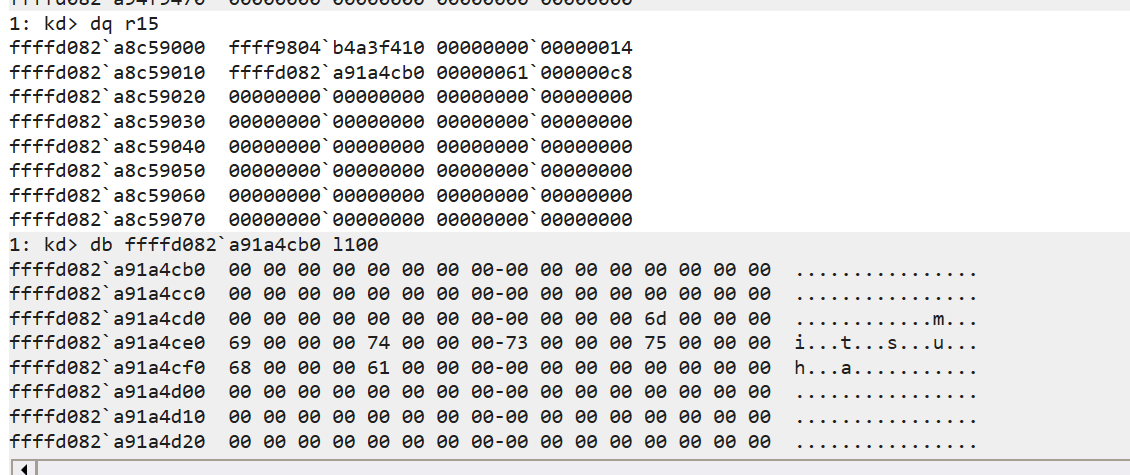 ffffd082`a94f9470  00000000`00000000 00000000`00000000
1: kd> dq r15
ffffd082`a8c59000  ffff9804`b4a3f410 00000000`00000014
ffffd082`a8c59010  ffffd082`a91a4cb0 00000061`000000c8
ffffd082`a8c59020  00000000`00000000 00000000`00000000
ffffd082`a8c59030  00000000`00000000 00000000`00000000
ffffd082`a8c59040  00000000`00000000 00000000`00000000
ffffd082`a8c59050  00000000`00000000 00000000`00000000
ffffd082`a8c59060  00000000`00000000 00000000`00000000
ffffd082`a8c59070  00000000`00000000 00000000`00000000
1: kd> db ffffd082`a91a4cb0 l100
ffffd082`a91a4cb0  00 00 00 00 00 00 00 00-00 00 00 00 00 00 00 00  ................
ffffd082`a91a4cc0  00 00 00 00 00 00 00 00-00 00 00 00 00 00 00 00  ................
ffffd082`a91a4cd0  00 00 00 00 00 00 00 00-00 00 00 00 6d 00 00 00  ............m...
ffffd082`a91a4ce0  69 00 00 00 74 00 00 00-73 00 00 00 75 00 00 00  i...t...s...u...
ffffd082`a91a4cf0  68 00 00 00 61 00 00 00-00 00 00 00 00 00 00 00  h...a...........
ffffd082`a91a4d00  00 00 00 00 00 00 00 00-00 00 00 00 00 00 00 00  ................
ffffd082`a91a4d10  00 00 00 00 00 00 00 00-00 00 00 00 00 00 00 00  ................
ffffd082`a91a4d20  00 00 00 00 00 00 00 00-00 00 00 00 00 00 00 00  ................